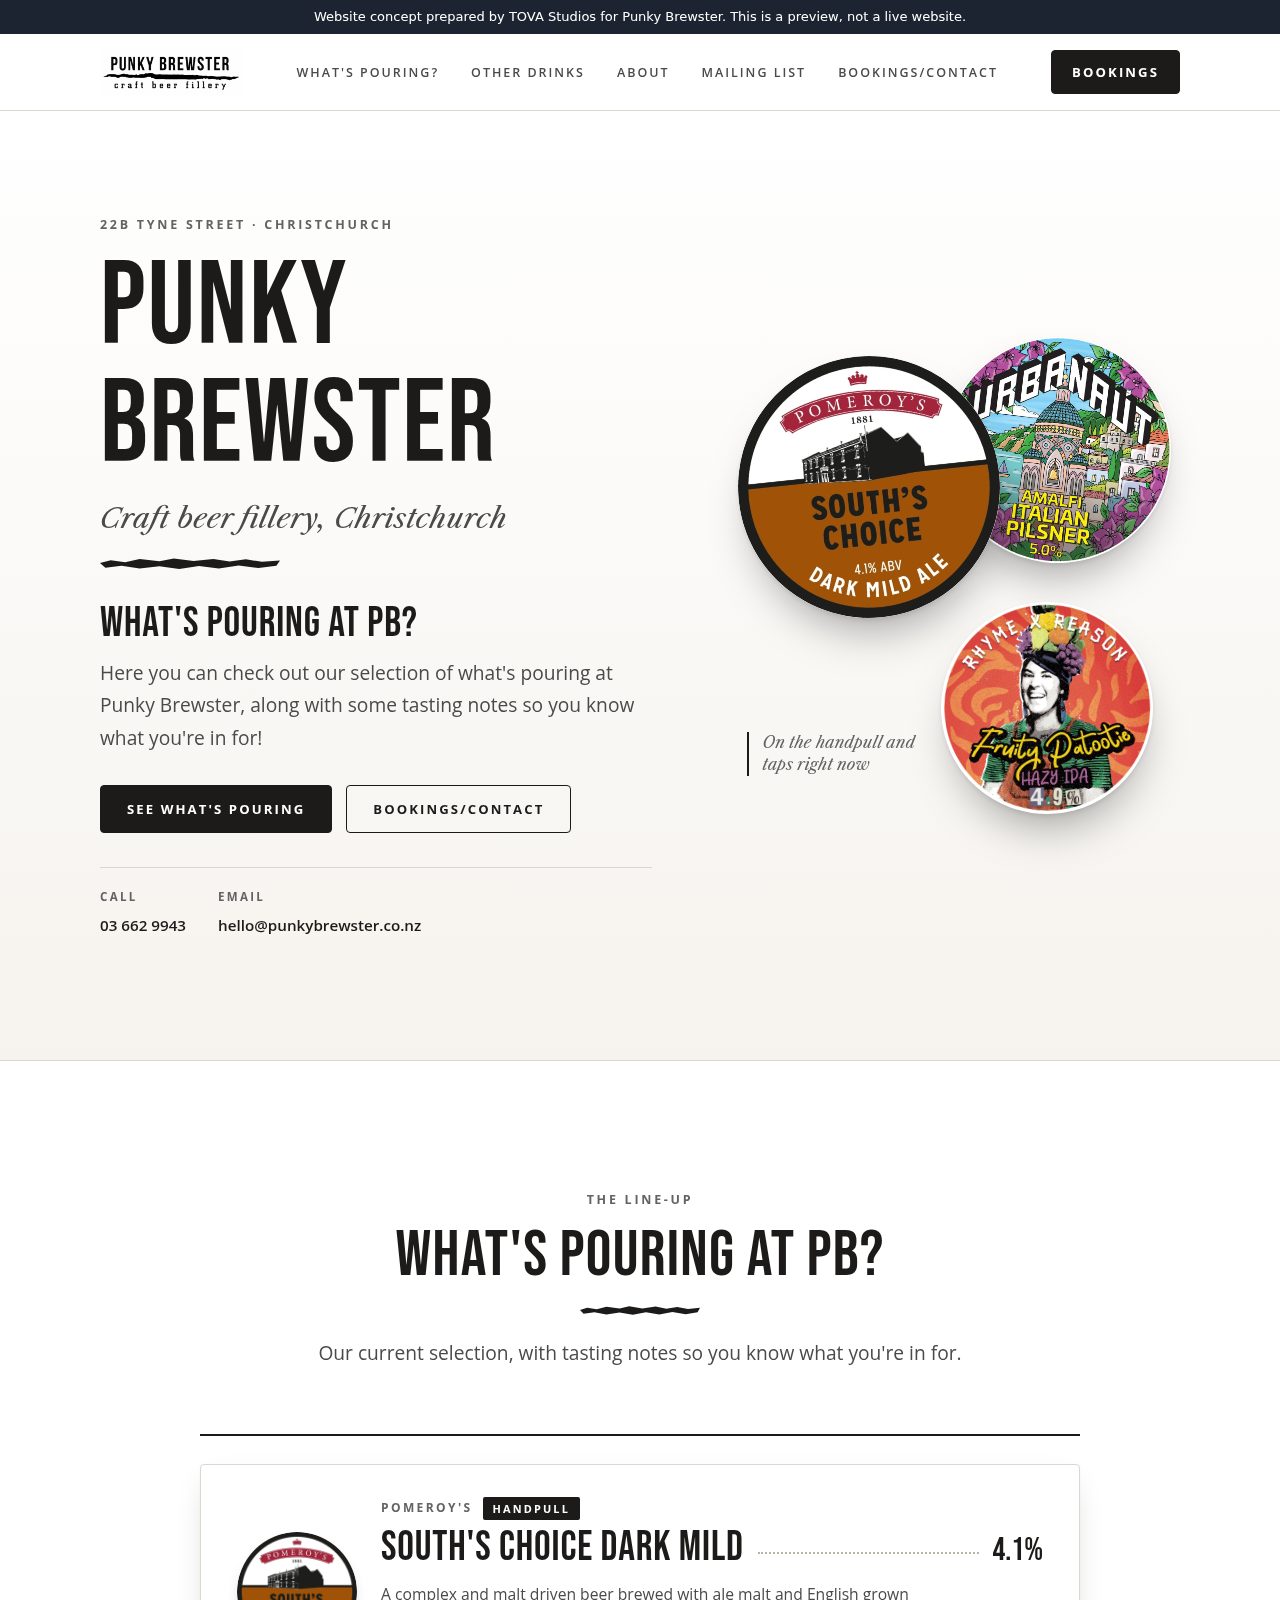 Website concept prepared by TOVA Studios for Punky Brewster. This is a preview, not a live website.
PUNKY BREWSTER
craft beer fillery
WHAT'S POURING?
OTHER DRINKS
ABOUT
MAILING LIST
BOOKINGS/CONTACT
BOOKINGS
22B TYNE STREET · CHRISTCHURCH
PUNKY
BREWSTER
Craft beer fillery, Christchurch
WHAT'S POURING AT PB?
Here you can check out our selection of what's pouring at
Punky Brewster, along with some tasting notes so you know
what you're in for!
SEE WHAT'S POURING
BOOKINGS/CONTACT
CALL
03 662 9943
EMAIL
hello@punkybrewster.co.nz
POMEROY'S
1881
SOUTH'S
CHOICE
4.1% ABV
DARK MILD ALE
URBANAUT
AMALFI
ITALIAN
PILSNER
5.0%
RHYME X REASON
Fruity Patootie
HAZY IPA
4.9%
On the handpull and
taps right now
THE LINE-UP
WHAT'S POURING AT PB?
Our current selection, with tasting notes so you know what you're in for.
POMEROY'S
1881
SOUTH'S
POMEROY'S
HANDPULL
SOUTH'S CHOICE DARK MILD
4.1%
A complex and malt driven beer brewed with ale malt and English grown